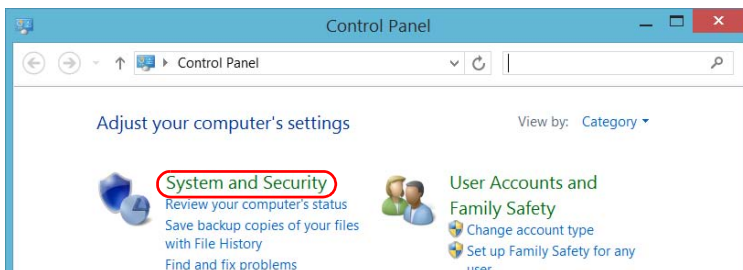 Control Panel
Control Panel
Adjust your computer's settings
View by: Category
System and Security
Review your computer's status
Save backup copies of your files
with File History
Find and fix problems
User Accounts and
Family Safety
Change account type
Set up Family Safety for any
user